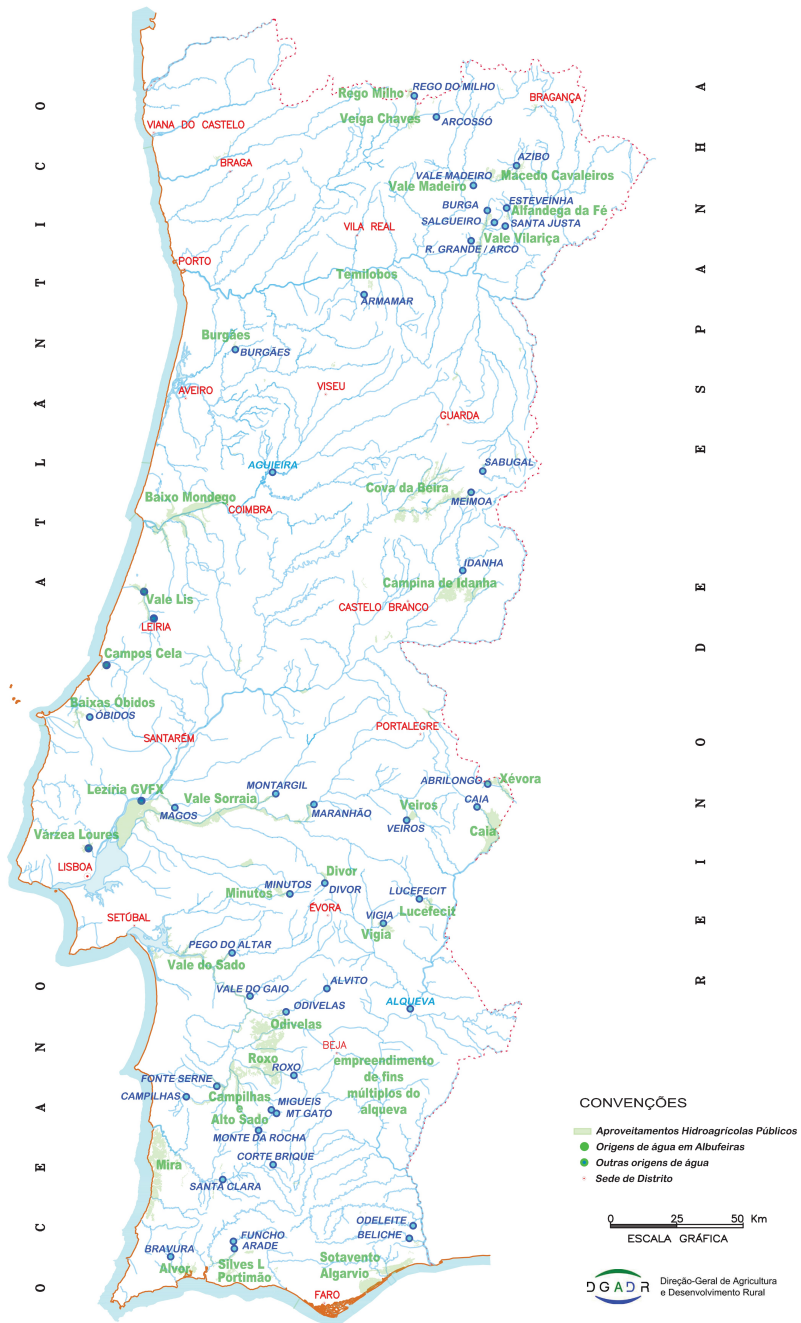 REGO DO MILHO
Rego Milho
BRAGANÇA
Veiga Chaves
ARCOSSÓ
VIANA DO CASTELO
BRAGA
AZIBO
VALE MADEIRO
Macedo Cavaleiros
Vale Madeiro
ESTEVEÍNHA
BURGA
Alfandega da Fé
SALGUEIRO
SANTA JUSTA
VILA REAL
Vale Vilariça
R. GRANDE / ARCO
PORTO
Temilobos
ARMAMAR
Burgães
BURGÃES
VISEU
AVEIRO
GUARDA
AGUIEIRA
SABUGAL
Cova da Beira
Baixo Mondego
MEIMOA
COIMBRA
IDANHA
Campina de Idanha
Vale Lis
CASTELO BRANCO
LEIRIA
Campos Cela
Baixas Óbidos
ÓBIDOS
PORTALEGRE
SANTARÉM
ABRILONGO
Xévora
MONTARGIL
Lezíria GVFX
Vale Sorraia
CAIA
MAGOS
MARANHÃO
Veiros
VEIROS
Caia
Várzea Loures
LISBOA
Divor
MINUTOS
DIVOR
Minutos
LUCEFECIT
ÉVORA
Lucefecit
SETÚBAL
VIGIA
Vigia
PEGO DO ALTAR
Vale do Sado
ALVITO
VALE DO GAIO
ALQUEVA
ODIVELAS
Odivelas
BEJA
Roxo
empreendimento
de fins
múltiplos do
alqueva
ROXO
FONTE SERNE
CAMPILHAS
Campilhas
e
Alto Sado
MIGUEIS
MT GATO
MONTE DA ROCHA
CORTE BRIQUE
Mira
SANTA CLARA
ODELEITE
BELICHE
FUNCHO
ARADE
BRAVURA
Alvor
Silves L
Portimão
Sotavento
Algarvio
FARO
OCEANO ATLÂNTICO
REINO DE ESPANHA
CONVENÇÕES
Aproveitamentos Hidroagrícolas Públicos
Origens de água em Albufeiras
Outras origens de água
Sede de Distrito
0 25 50 Km
ESCALA GRÁFICA
DGADR
Direção-Geral de Agricultura
e Desenvolvimento Rural